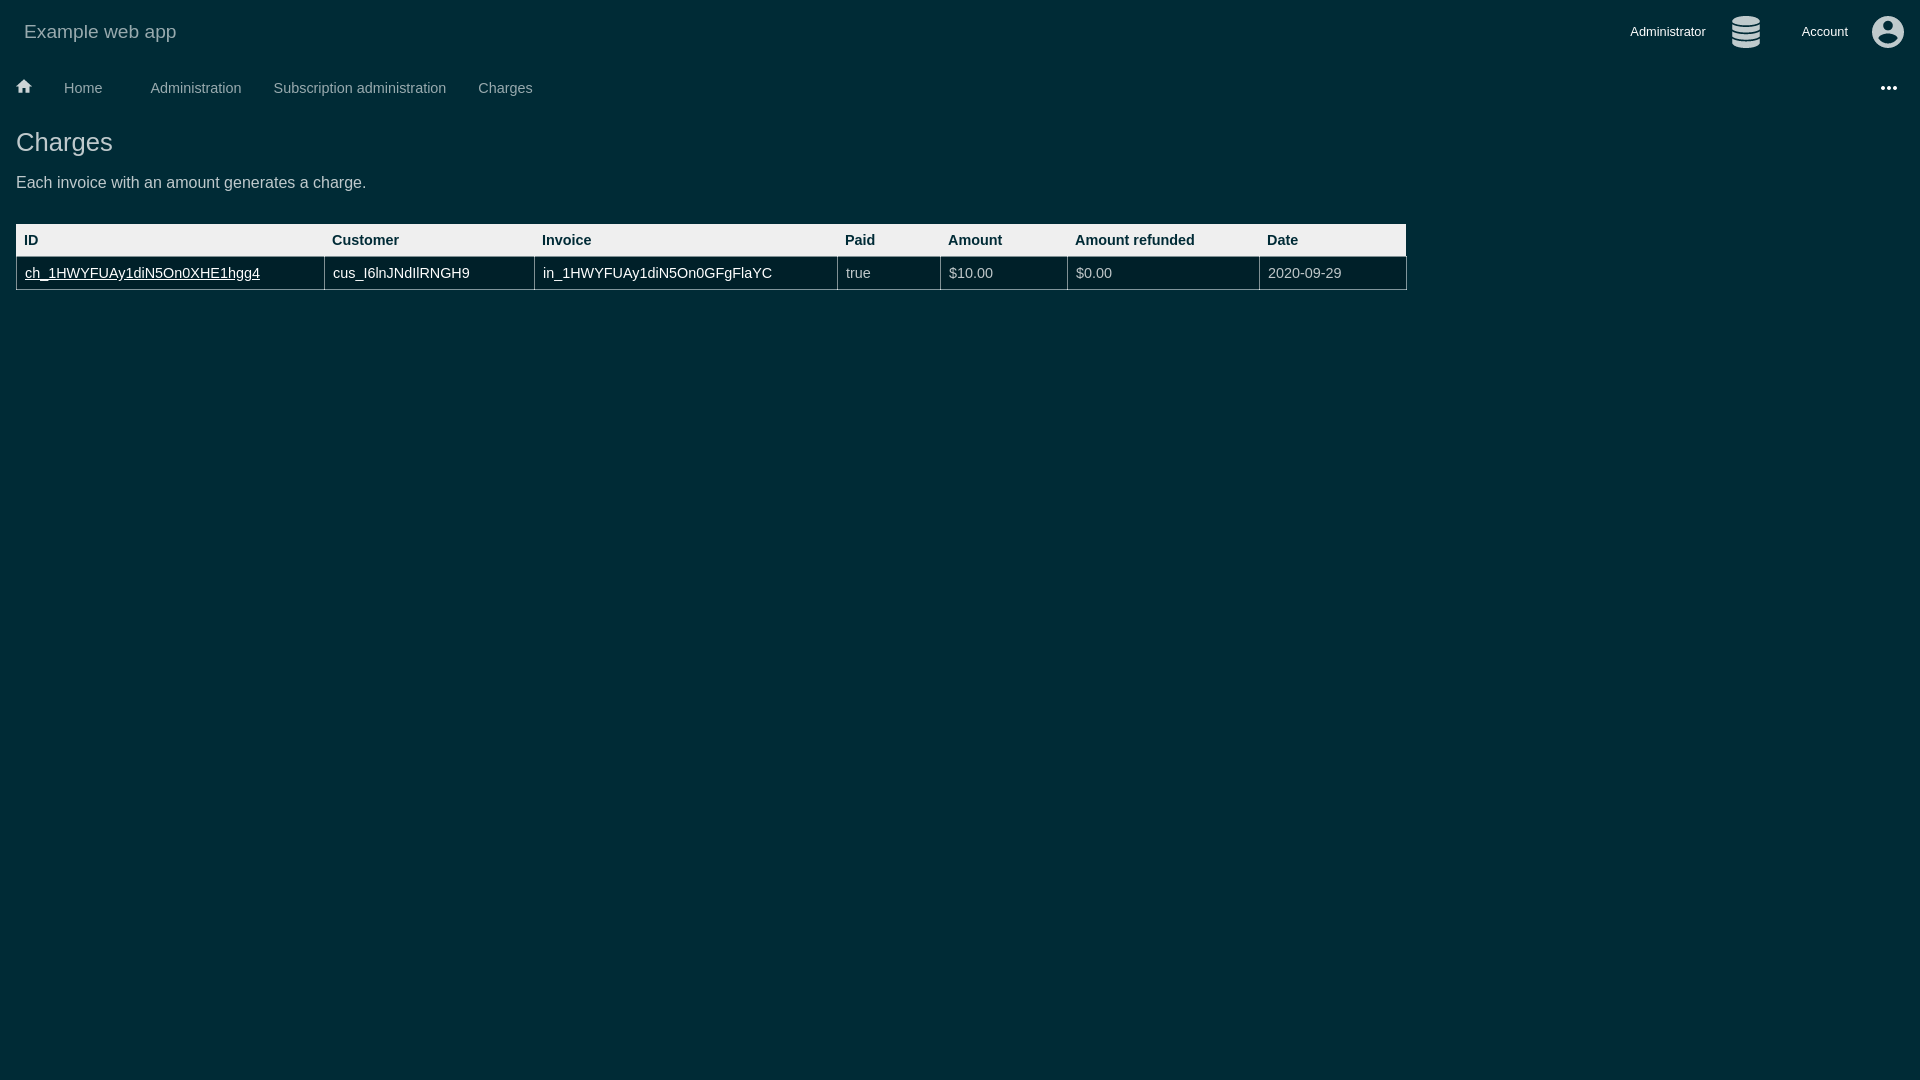 Example web app
Administrator
Account
Home
Administration
Subscription administration
Charges
Charges
Each invoice with an amount generates a charge.
ID Customer Invoice Paid Amount Amount refunded Date
ch_1HWYFUAy1diN5On0XHE1hgg4 cus_I6lnJNdIlRNGH9 in_1HWYFUAy1diN5On0GFgFlaYC true $10.00 $0.00 2020-09-29